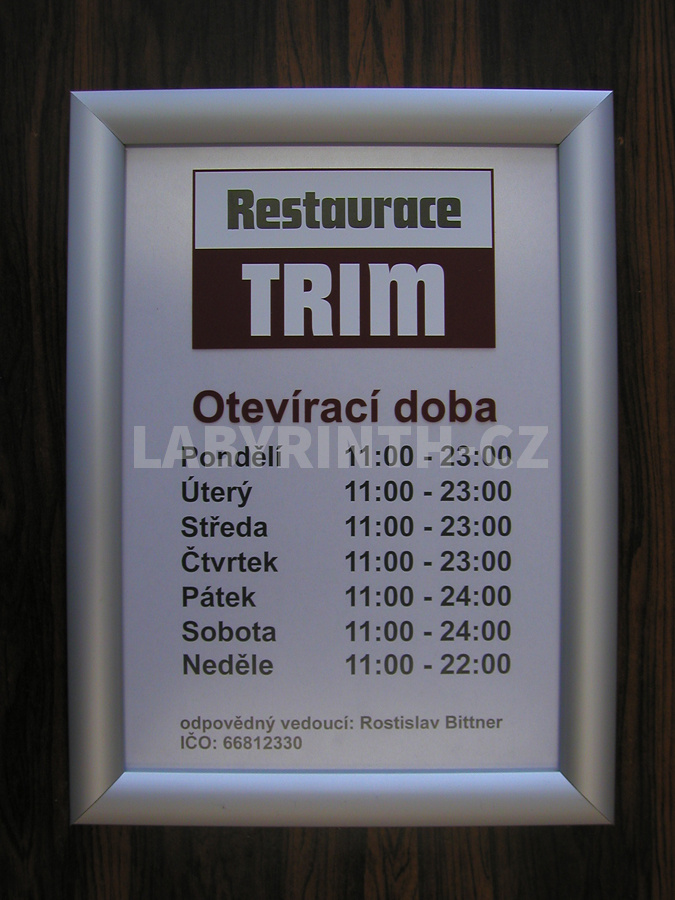 Restaurace
TRIM
Otevírací doba
LABYRINTH.CZ
Pondělí 11:00 - 23:00
Úterý 11:00 - 23:00
Středa 11:00 - 23:00
Čtvrtek 11:00 - 23:00
Pátek 11:00 - 24:00
Sobota 11:00 - 24:00
Neděle 11:00 - 22:00
odpovědný vedoucí: Rostislav Bittner
IČO: 66812330